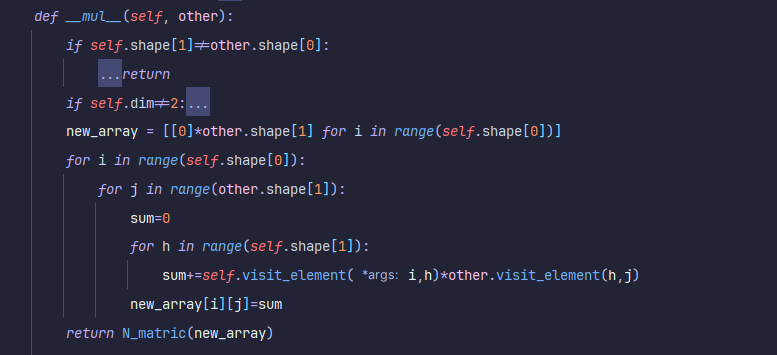 def __mul__(self, other):
if self.shape[1]≠other.shape[0]:
...return
if self.dim≠2:...
new_array = [[0]*other.shape[1] for i in range(self.shape[0])]
for i in range(self.shape[0]):
for j in range(other.shape[1]):
sum=0
for h in range(self.shape[1]):
sum+=self.visit_element( *args: i,h)*other.visit_element(h,j)
new_array[i][j]=sum
return N_matric(new_array)